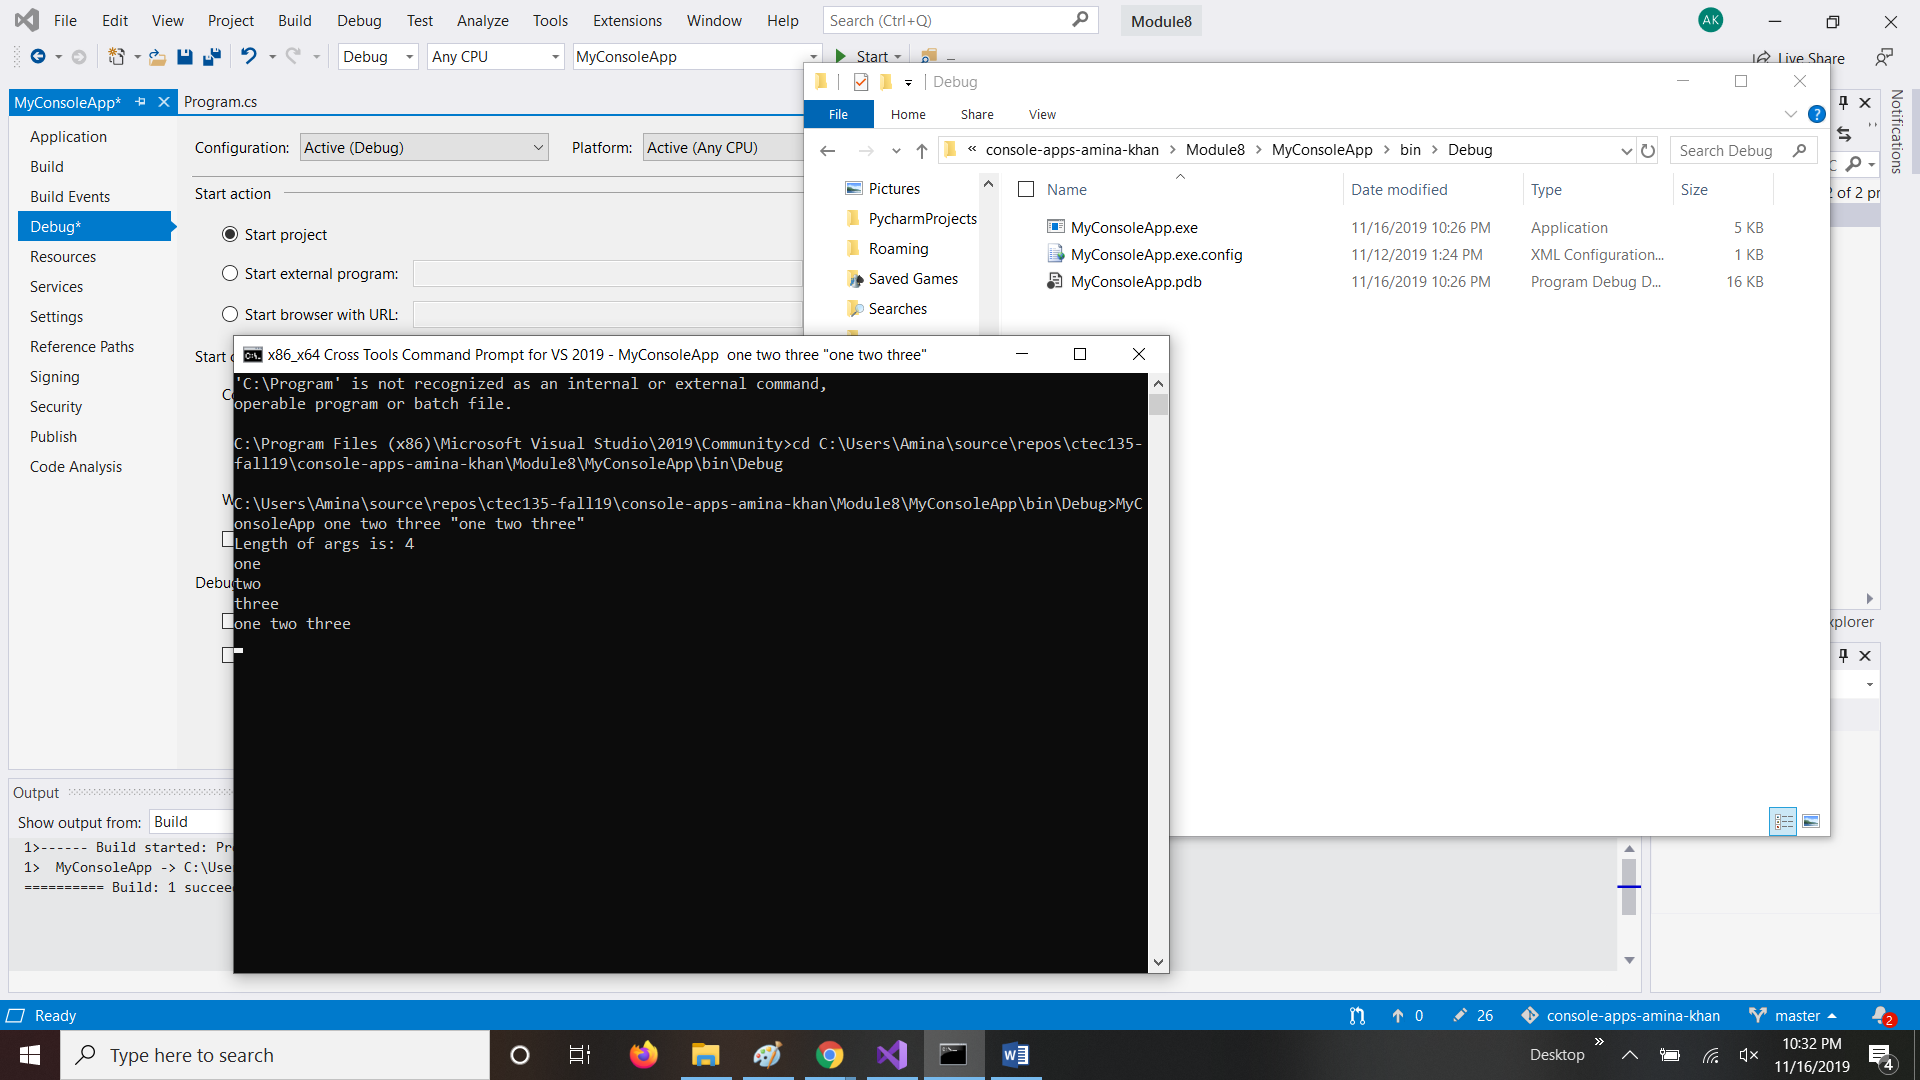 File Edit View Project Build Debug Test Analyze Tools Extensions Window Help Search (Ctrl+Q) Module8 AK
Debug Any CPU MyConsoleApp Start Live Share
MyConsoleApp* Program.cs
Application
Build
Build Events
Debug*
Resources
Services
Settings
Reference Paths
Signing
Security
Publish
Code Analysis
Configuration: Active (Debug) Platform: Active (Any CPU)
Start action
Start project
Start external program:
Start browser with URL:
Start
Debug
File Home Share View
console-apps-amina-khan Module8 MyConsoleApp bin Debug Search Debug
Pictures
PycharmProjects
Roaming
Saved Games
Searches
Name Date modified Type Size
MyConsoleApp.exe 11/16/2019 10:26 PM Application 5 KB
MyConsoleApp.exe.config 11/12/2019 1:24 PM XML Configuration... 1 KB
MyConsoleApp.pdb 11/16/2019 10:26 PM Program Debug D... 16 KB
Notifications
2 of 2 pr
xplorer
x86_x64 Cross Tools Command Prompt for VS 2019 - MyConsoleApp  one two three "one two three"
'C:\Program' is not recognized as an internal or external command,
operable program or batch file.
C:\Program Files (x86)\Microsoft Visual Studio\2019\Community>cd C:\Users\Amina\source\repos\ctec135-
fall19\console-apps-amina-khan\Module8\MyConsoleApp\bin\Debug
C:\Users\Amina\source\repos\ctec135-fall19\console-apps-amina-khan\Module8\MyConsoleApp\bin\Debug>MyC
onsoleApp one two three "one two three"
Length of args is: 4
one
two
three
one two three
Output
Show output from: Build
1>------ Build started: Pr
1>  MyConsoleApp -> C:\Use
========== Build: 1 succee
Ready 0 26 console-apps-amina-khan master 2
Type here to search Desktop 10:32 PM
11/16/2019 4